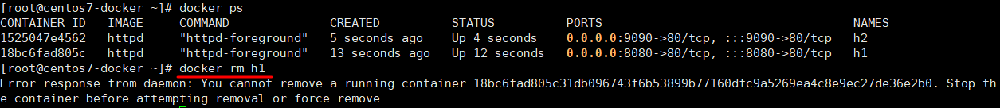 [root@centos7-docker ~]# docker ps
CONTAINER ID   IMAGE     COMMAND              CREATED          STATUS          PORTS                                   NAMES
1525047e4562   httpd     "httpd-foreground"   5 seconds ago    Up 4 seconds    0.0.0.0:9090->80/tcp, :::9090->80/tcp   h2
18bc6fad805c   httpd     "httpd-foreground"   13 seconds ago   Up 12 seconds   0.0.0.0:8080->80/tcp, :::8080->80/tcp   h1
[root@centos7-docker ~]# docker rm h1
Error response from daemon: You cannot remove a running container 18bc6fad805c31db096743f6b53899b77160dfc9a5269ea4c8e9ec27de36e2b0. Stop th
e container before attempting removal or force remove